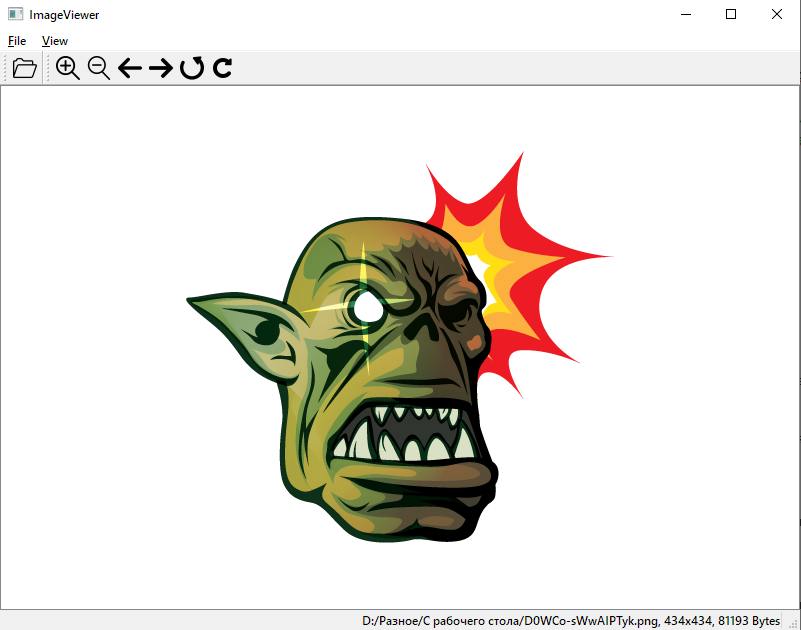 ImageViewer
File View
D:/Разное/С рабочего стола/D0WCo-sWwAIPTyk.png, 434x434, 81193 Bytes